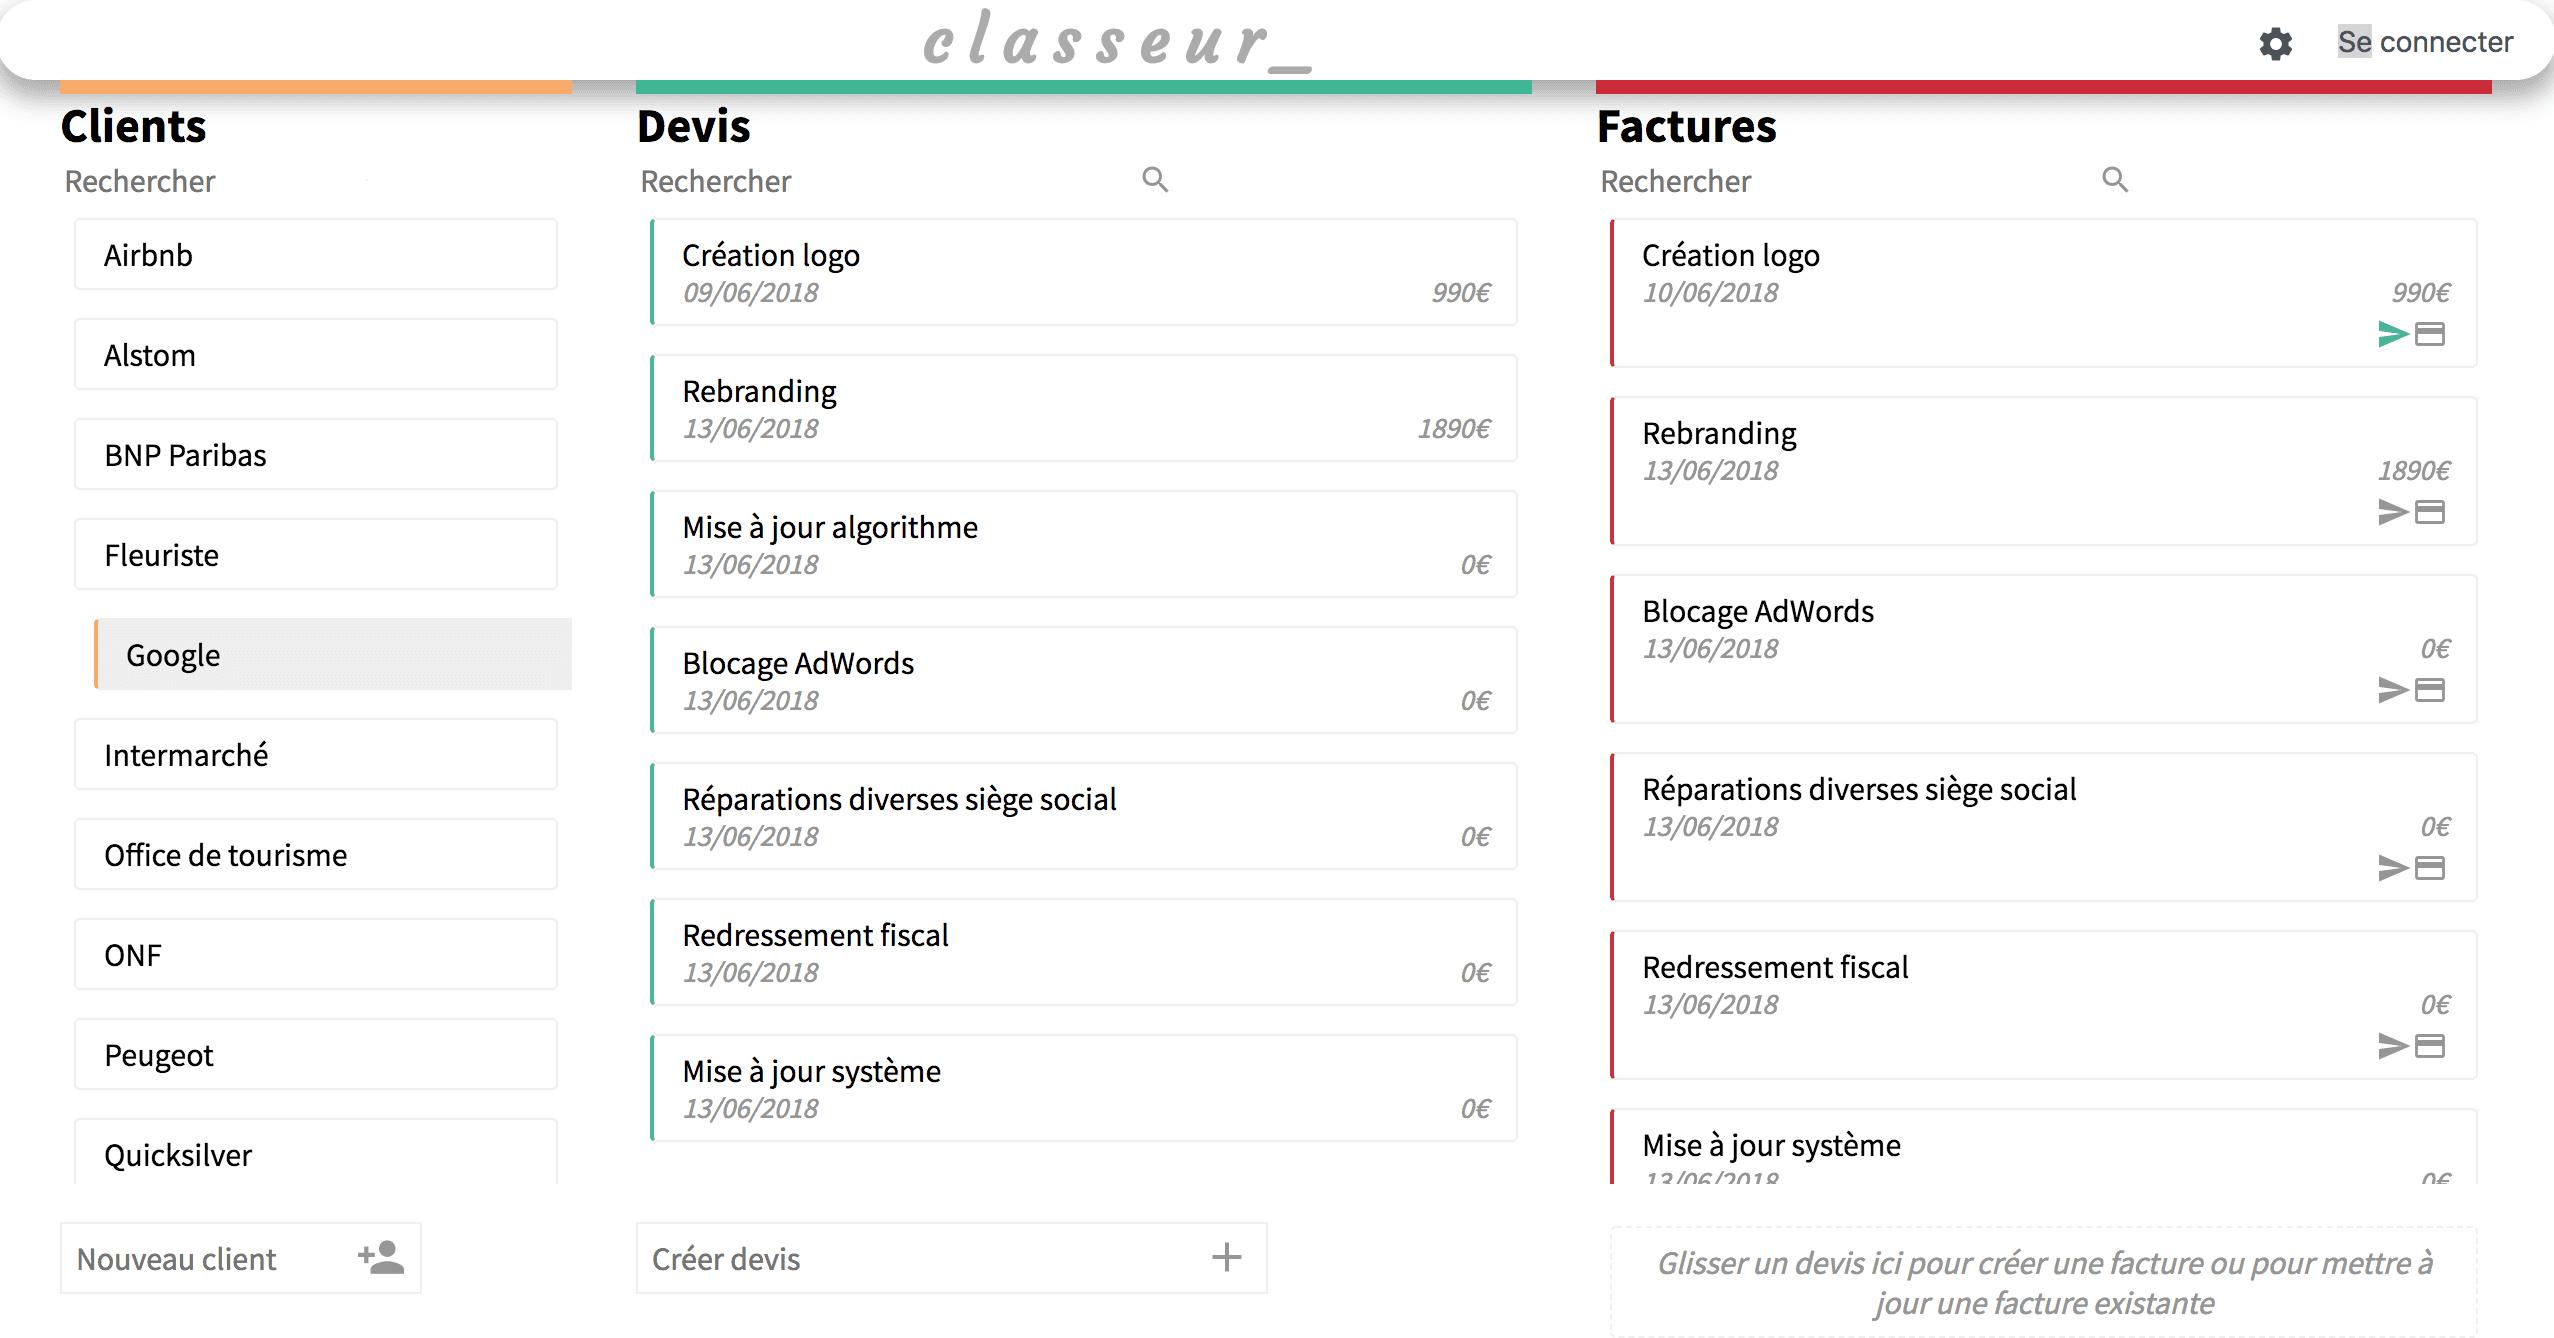 classeur_
Se connecter
Clients
Rechercher
Airbnb
Alstom
BNP Paribas
Fleuriste
Google
Intermarché
Office de tourisme
ONF
Peugeot
Quicksilver
Nouveau client
Devis
Rechercher
Création logo
09/06/2018 990€
Rebranding
13/06/2018 1890€
Mise à jour algorithme
13/06/2018 0€
Blocage AdWords
13/06/2018 0€
Réparations diverses siège social
13/06/2018 0€
Redressement fiscal
13/06/2018 0€
Mise à jour système
13/06/2018 0€
Créer devis
Factures
Rechercher
Création logo
10/06/2018 990€
Rebranding
13/06/2018 1890€
Blocage AdWords
13/06/2018 0€
Réparations diverses siège social
13/06/2018 0€
Redressement fiscal
13/06/2018 0€
Mise à jour système
13/06/2018 0€
Glisser un devis ici pour créer une facture ou pour mettre à
jour une facture existante